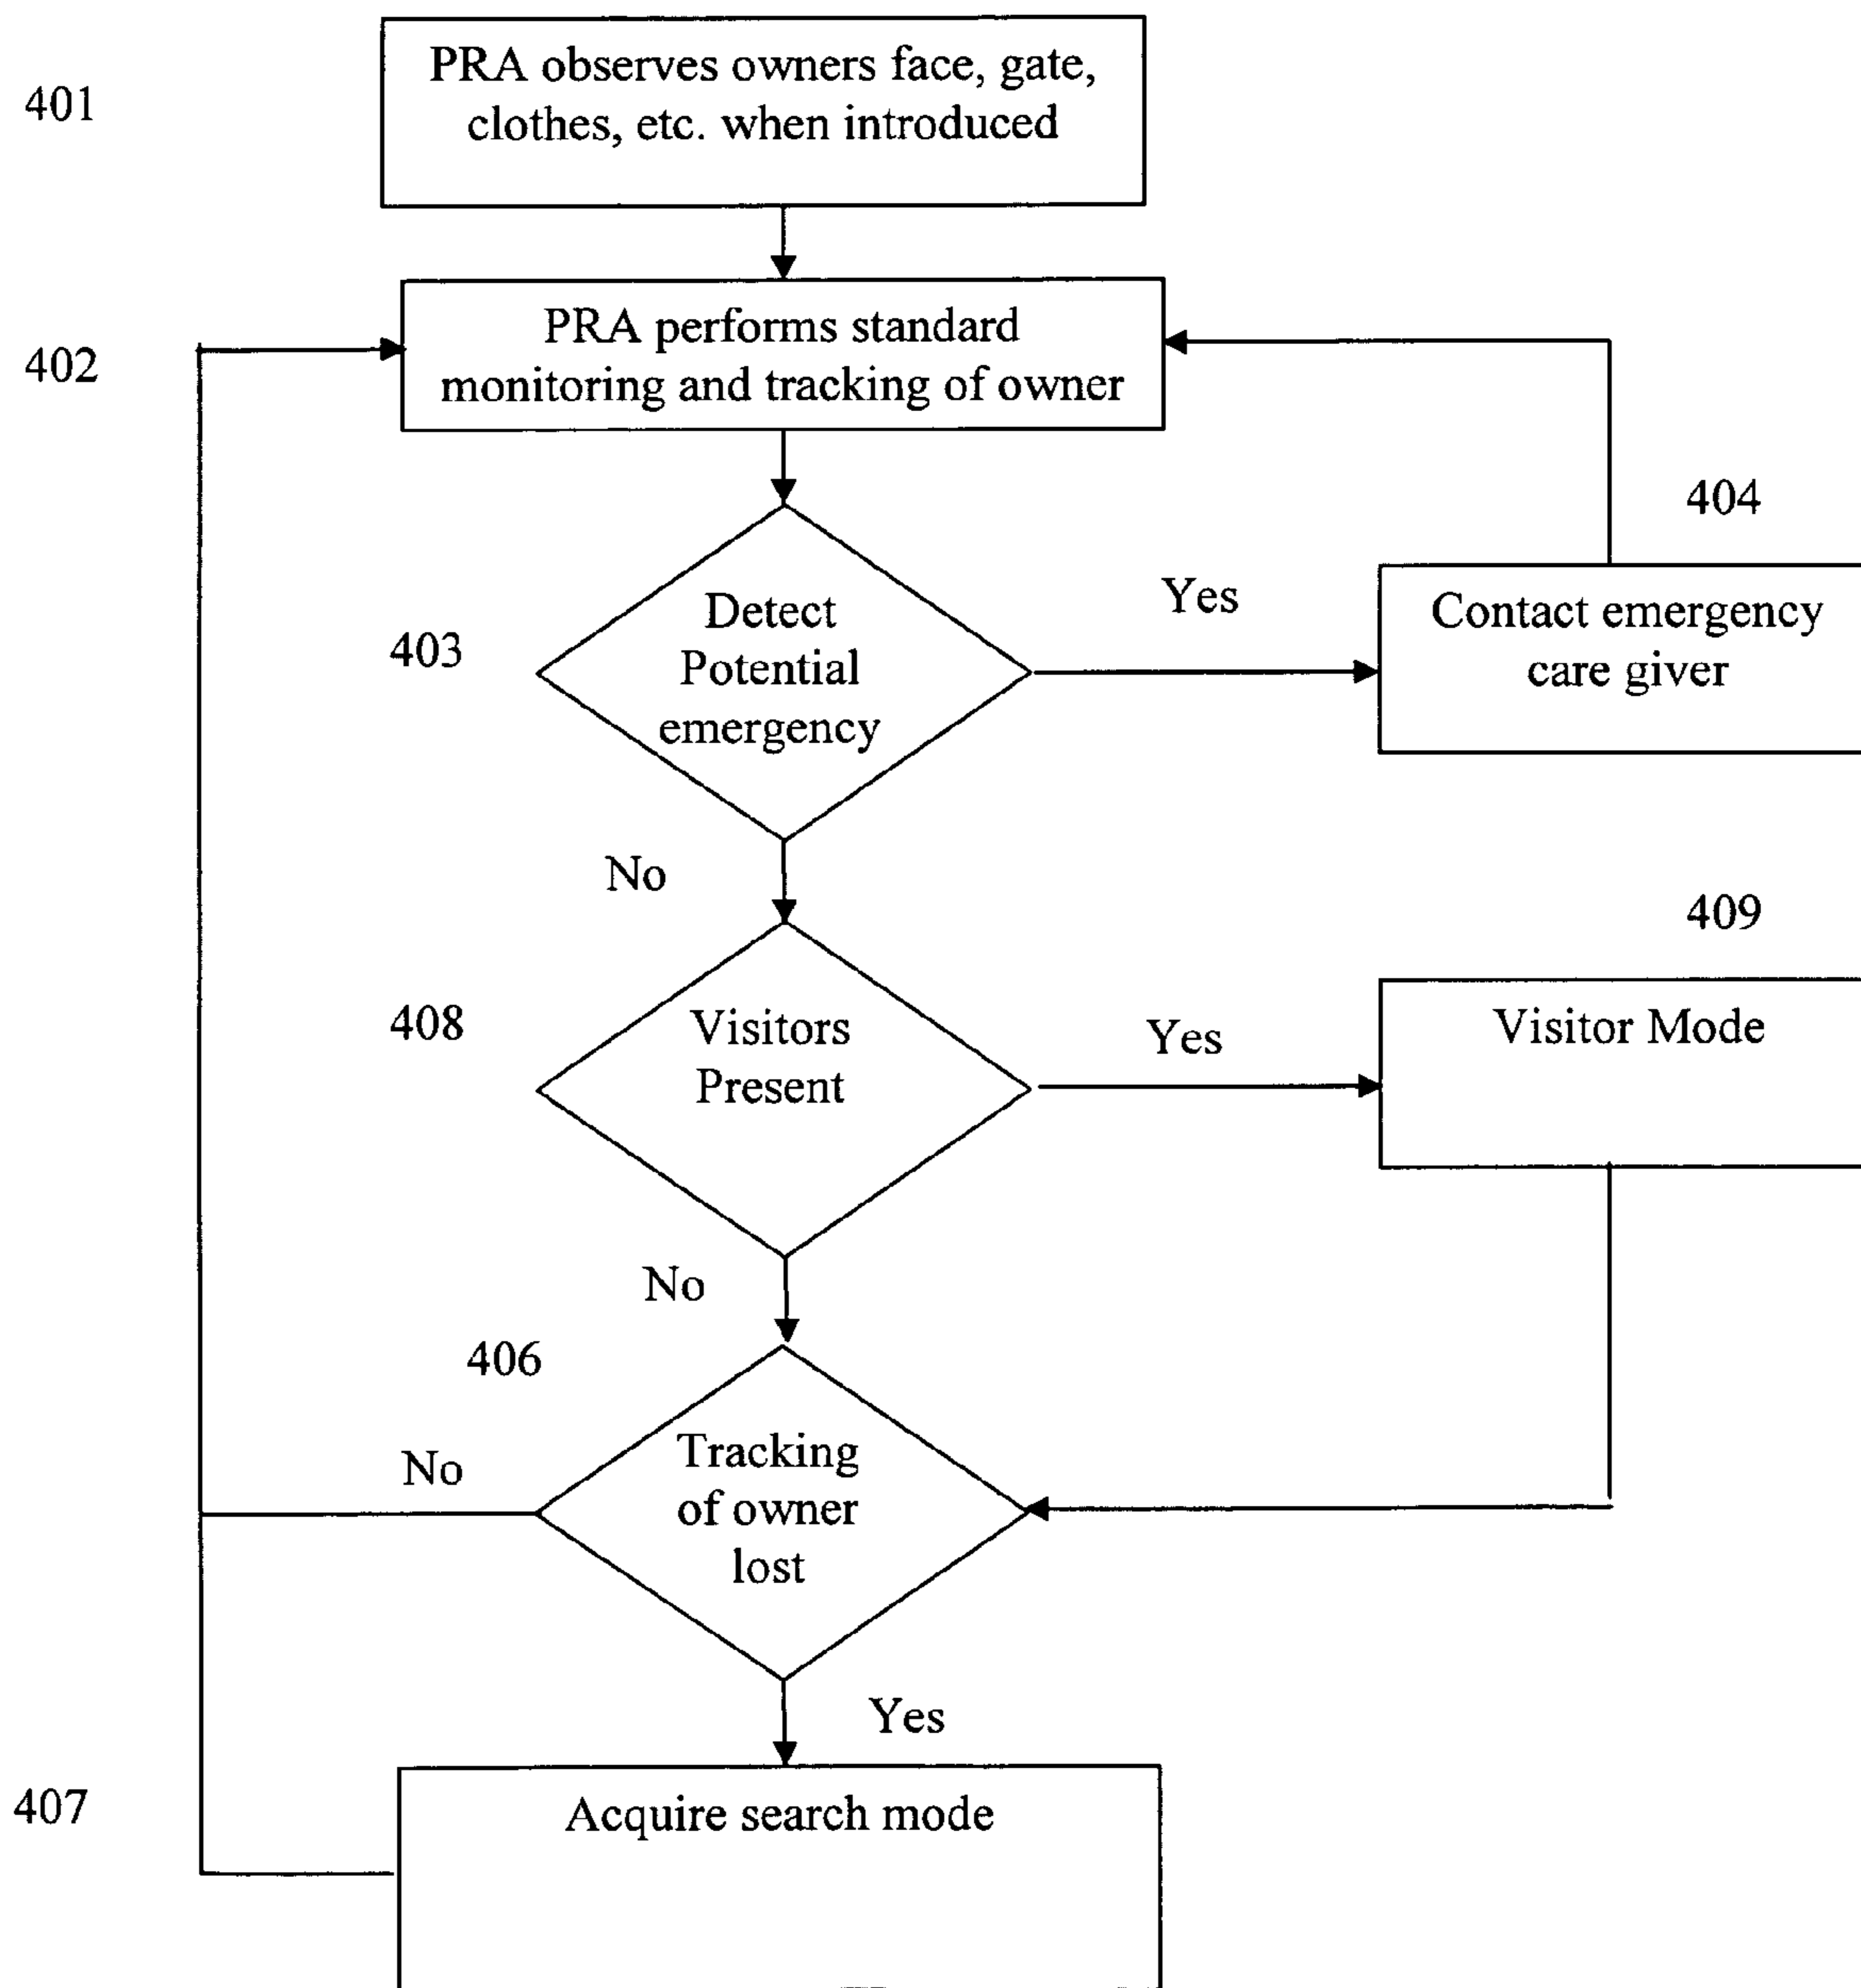 401
PRA observes owners face, gate,
clothes, etc. when introduced
402
PRA performs standard
monitoring and tracking of owner
403
Detect
Potential
emergency
Yes
404
Contact emergency
care giver
No
408
Visitors
Present
Yes
409
Visitor Mode
No
406
Tracking
of owner
lost
No
Yes
407
Acquire search mode